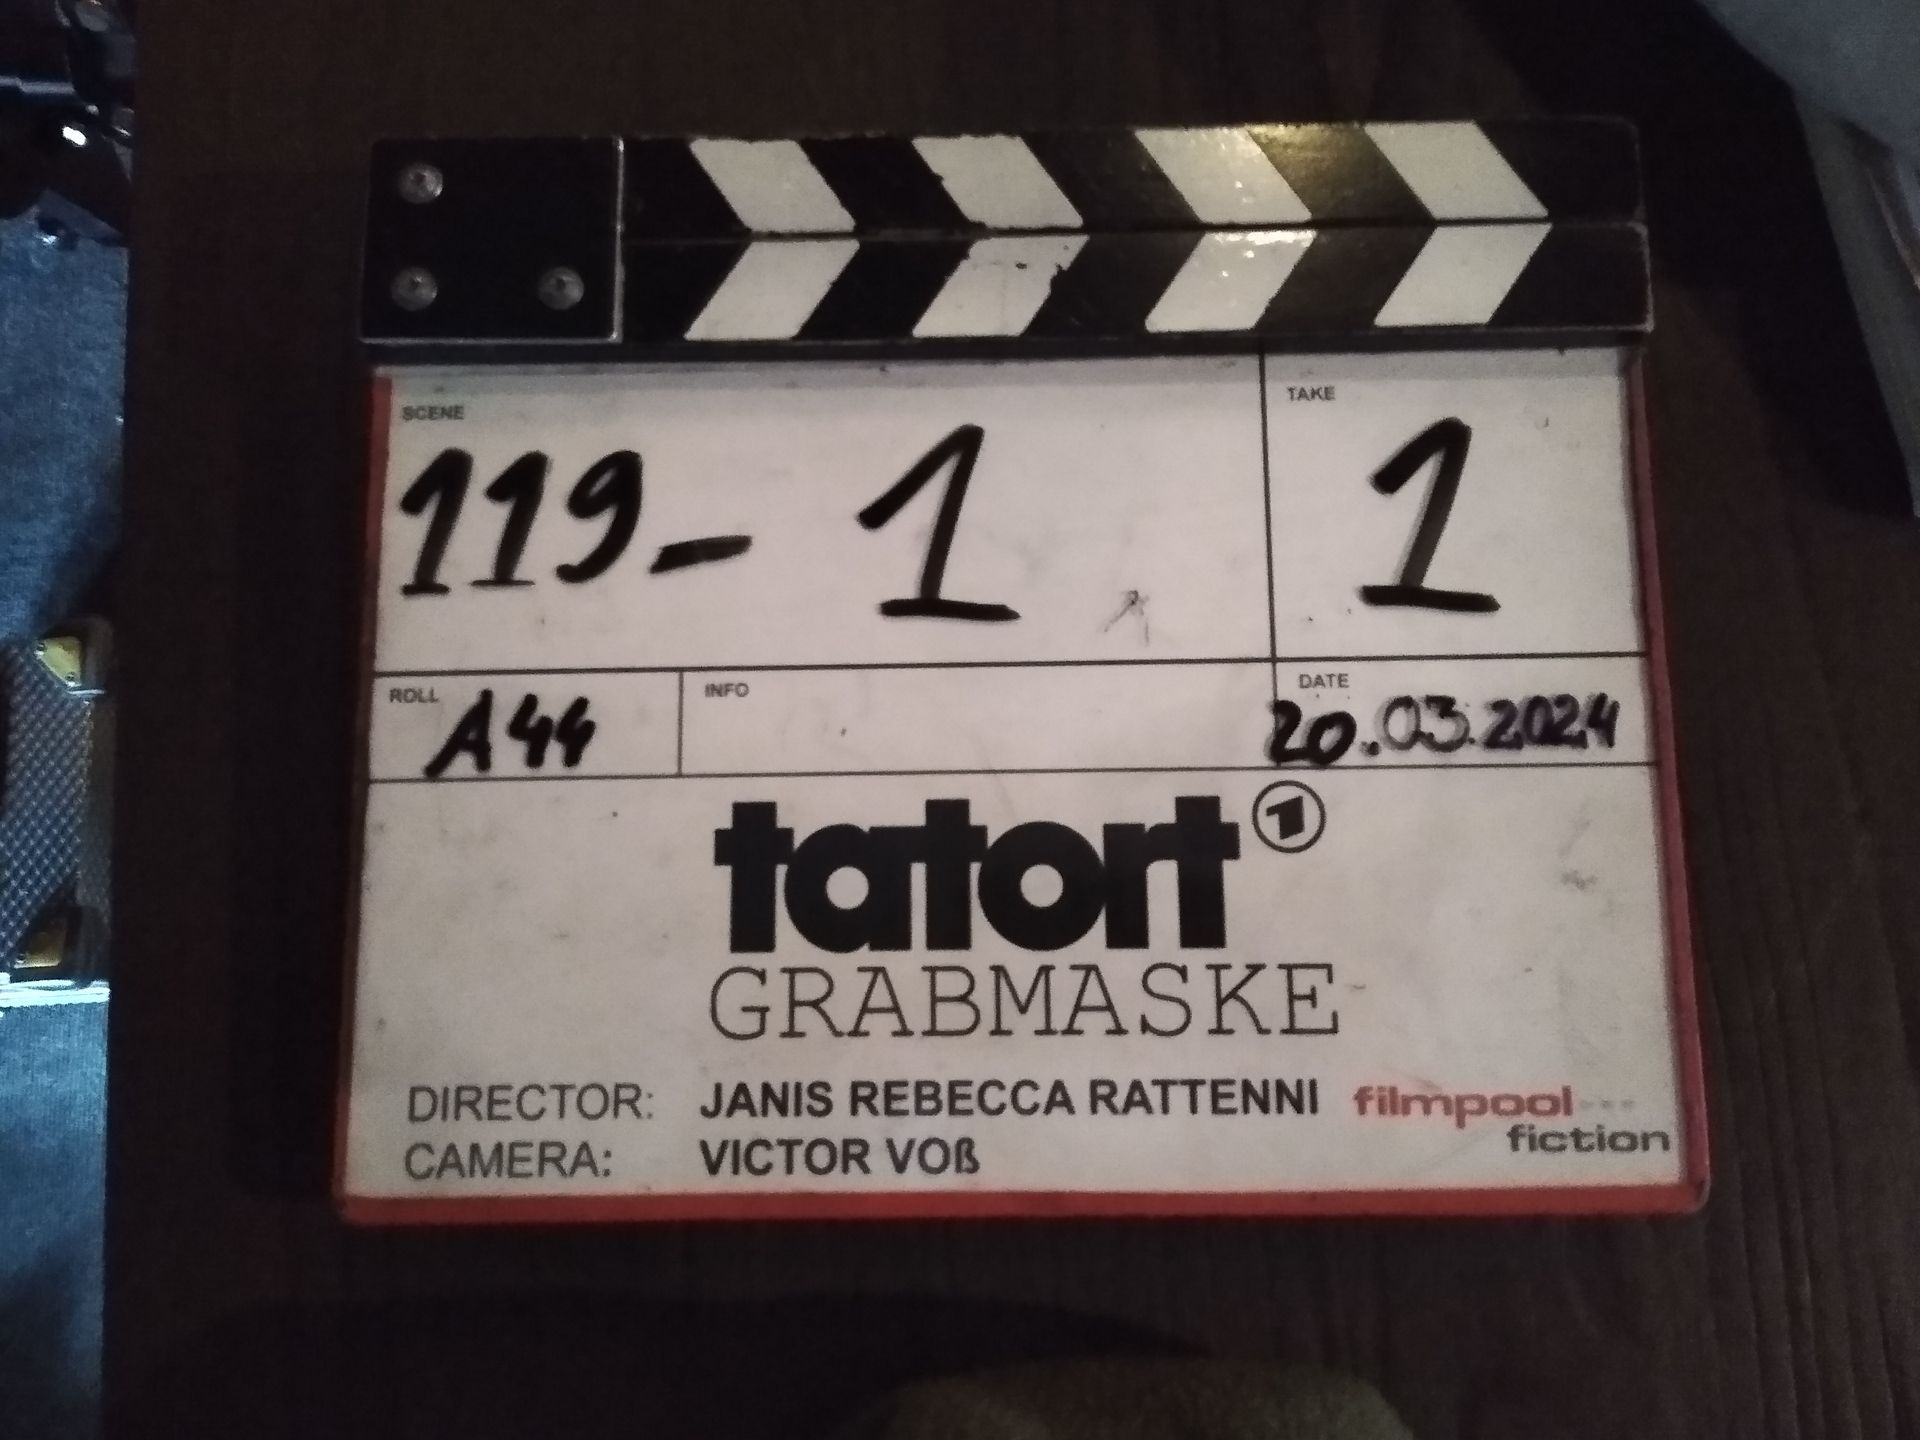 SCENE
TAKE
119- 1
1
ROLL
A44
INFO
DATE
20.03.2024
tatort 1
GRABMASKE
DIRECTOR: JANIS REBECCA RATTENNI
CAMERA: VICTOR VOß
filmpool
fiction